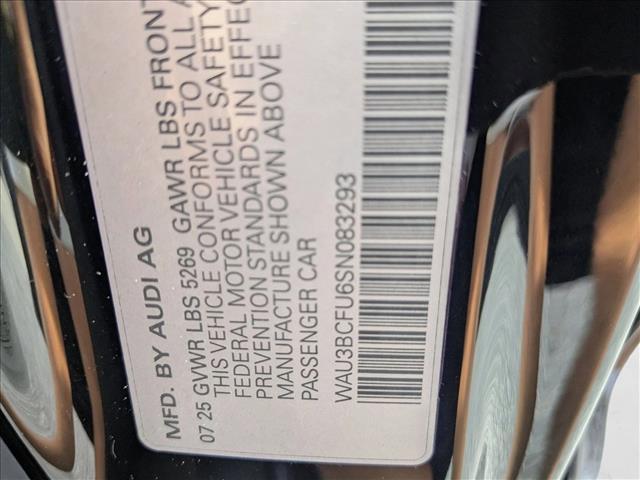 MFD. BY AUDI AG
07 25 GVWR LBS 5269 GAWR LBS FRONT
THIS VEHICLE CONFORMS TO ALL
FEDERAL MOTOR VEHICLE SAFETY
PREVENTION STANDARDS IN EFFEC
MANUFACTURE SHOWN ABOVE
PASSENGER CAR
WAU3BCFU6SN083293